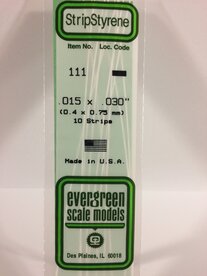 StripStyrene
Item No. Loc. Code
111
.015 x .030"
(0.4 x 0.75 mm)
10 Strips
Made in U.S.A.
evergreen
scale models
Des Plaines, IL 60018